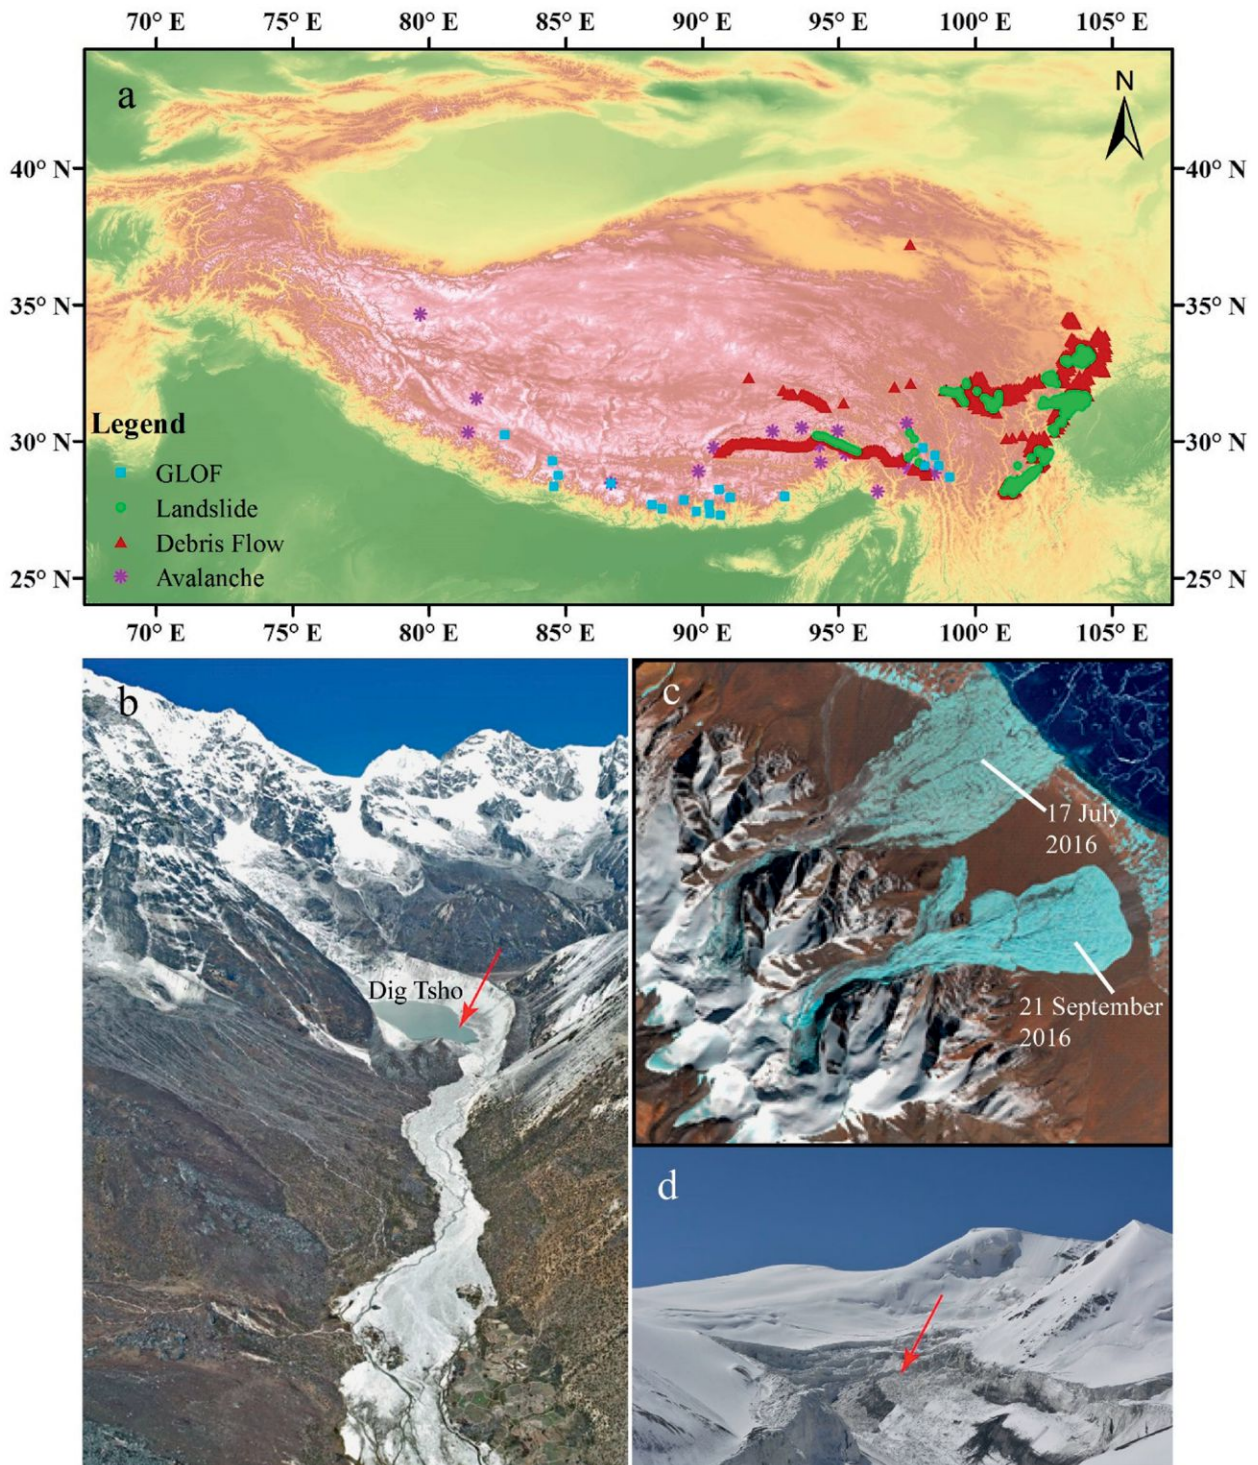 70° E 75° E 80° E 85° E 90° E 95° E 100° E 105° E
a
N
40° N 40° N
35° N 35° N
30° N 30° N
Legend
GLOF
Landslide
Debris Flow
Avalanche
25° N 25° N
70° E 75° E 80° E 85° E 90° E 95° E 100° E 105° E
b
Dig Tsho
c
17 July
2016
21 September
2016
d